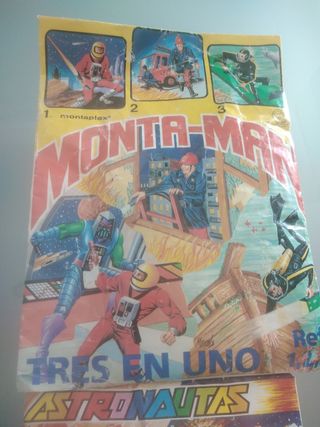 1. montaplex®
2
3.
MONTA-MAN
TRES EN UNO
ASTRONAUTAS